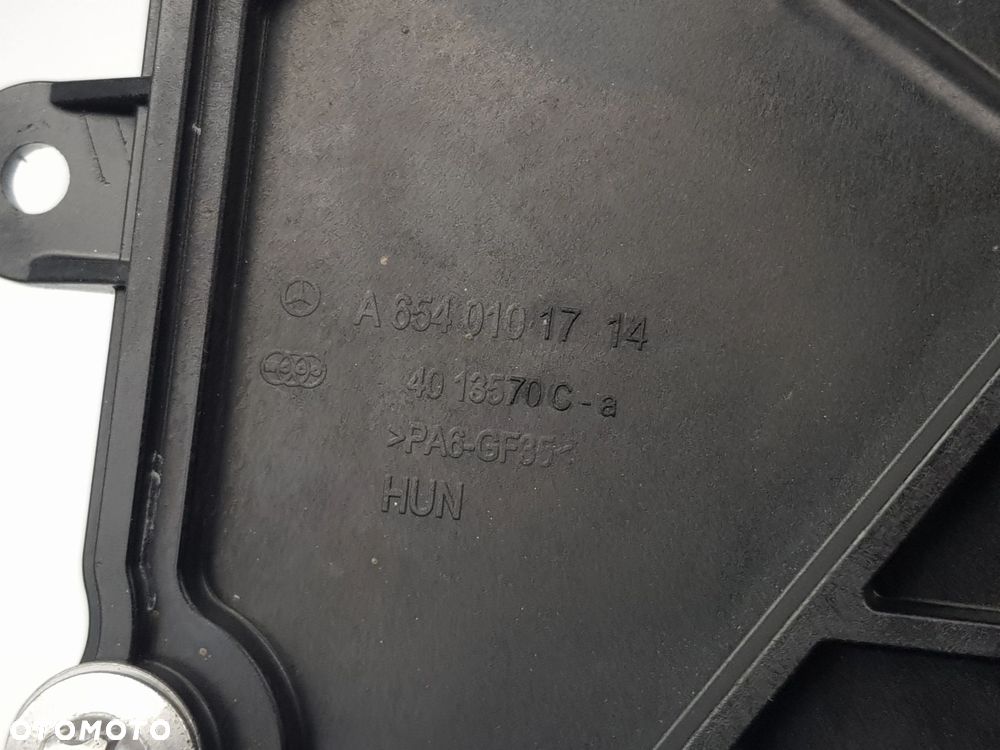 A 654 010 17 14
40 13570 C - a
>PA6-GF35<
HUN
OTOMOTO